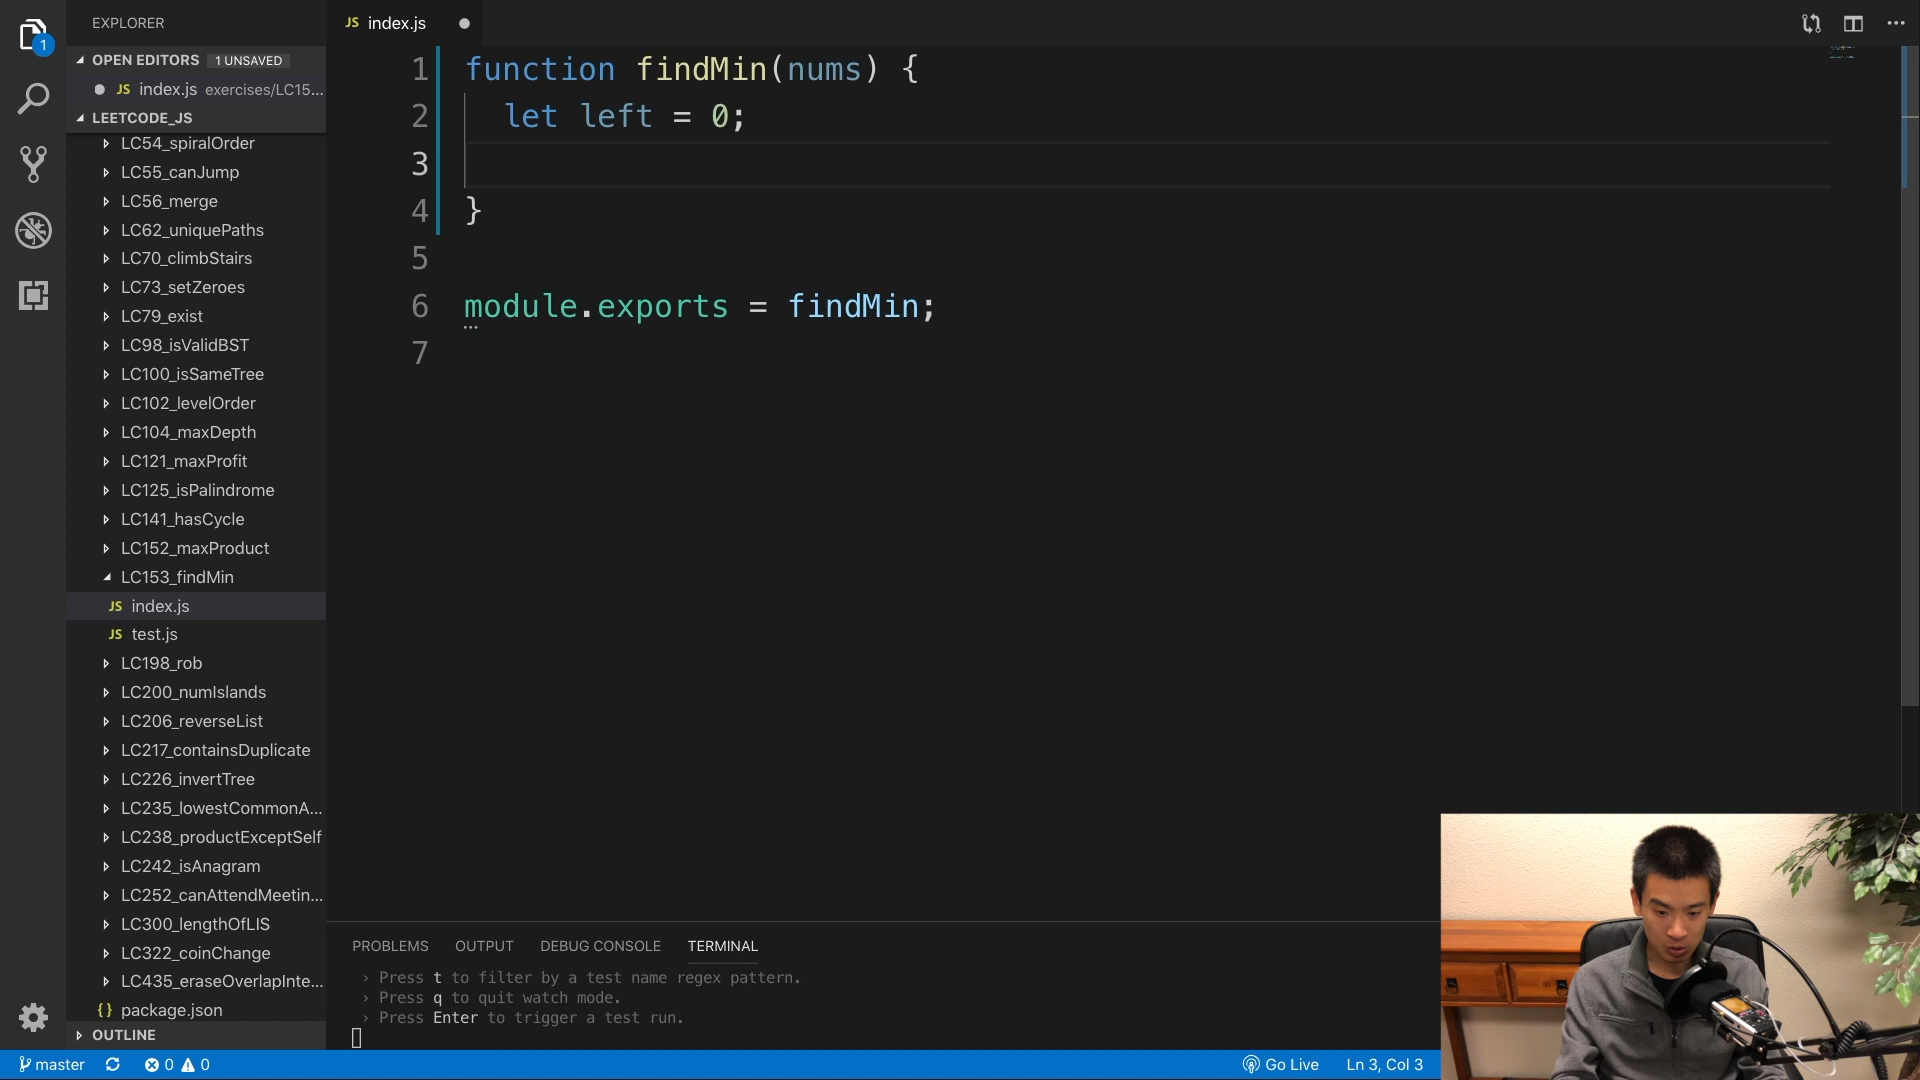 EXPLORER
OPEN EDITORS 1 UNSAVED
JS index.js exercises/LC15...
LEETCODE_JS
LC54_spiralOrder
LC55_canJump
LC56_merge
LC62_uniquePaths
LC70_climbStairs
LC73_setZeroes
LC79_exist
LC98_isValidBST
LC100_isSameTree
LC102_levelOrder
LC104_maxDepth
LC121_maxProfit
LC125_isPalindrome
LC141_hasCycle
LC152_maxProduct
LC153_findMin
JS index.js
JS test.js
LC198_rob
LC200_numIslands
LC206_reverseList
LC217_containsDuplicate
LC226_invertTree
LC235_lowestCommonA...
LC238_productExceptSelf
LC242_isAnagram
LC252_canAttendMeetin...
LC300_lengthOfLIS
LC322_coinChange
LC435_eraseOverlapInte...
{} package.json
OUTLINE
JS index.js
1 function findMin(nums) {
2 let left = 0;
3
4 }
5
6 module.exports = findMin;
7
PROBLEMS OUTPUT DEBUG CONSOLE TERMINAL
› Press t to filter by a test name regex pattern.
› Press q to quit watch mode.
› Press Enter to trigger a test run.
1
master 0 0 Go Live Ln 3, Col 3